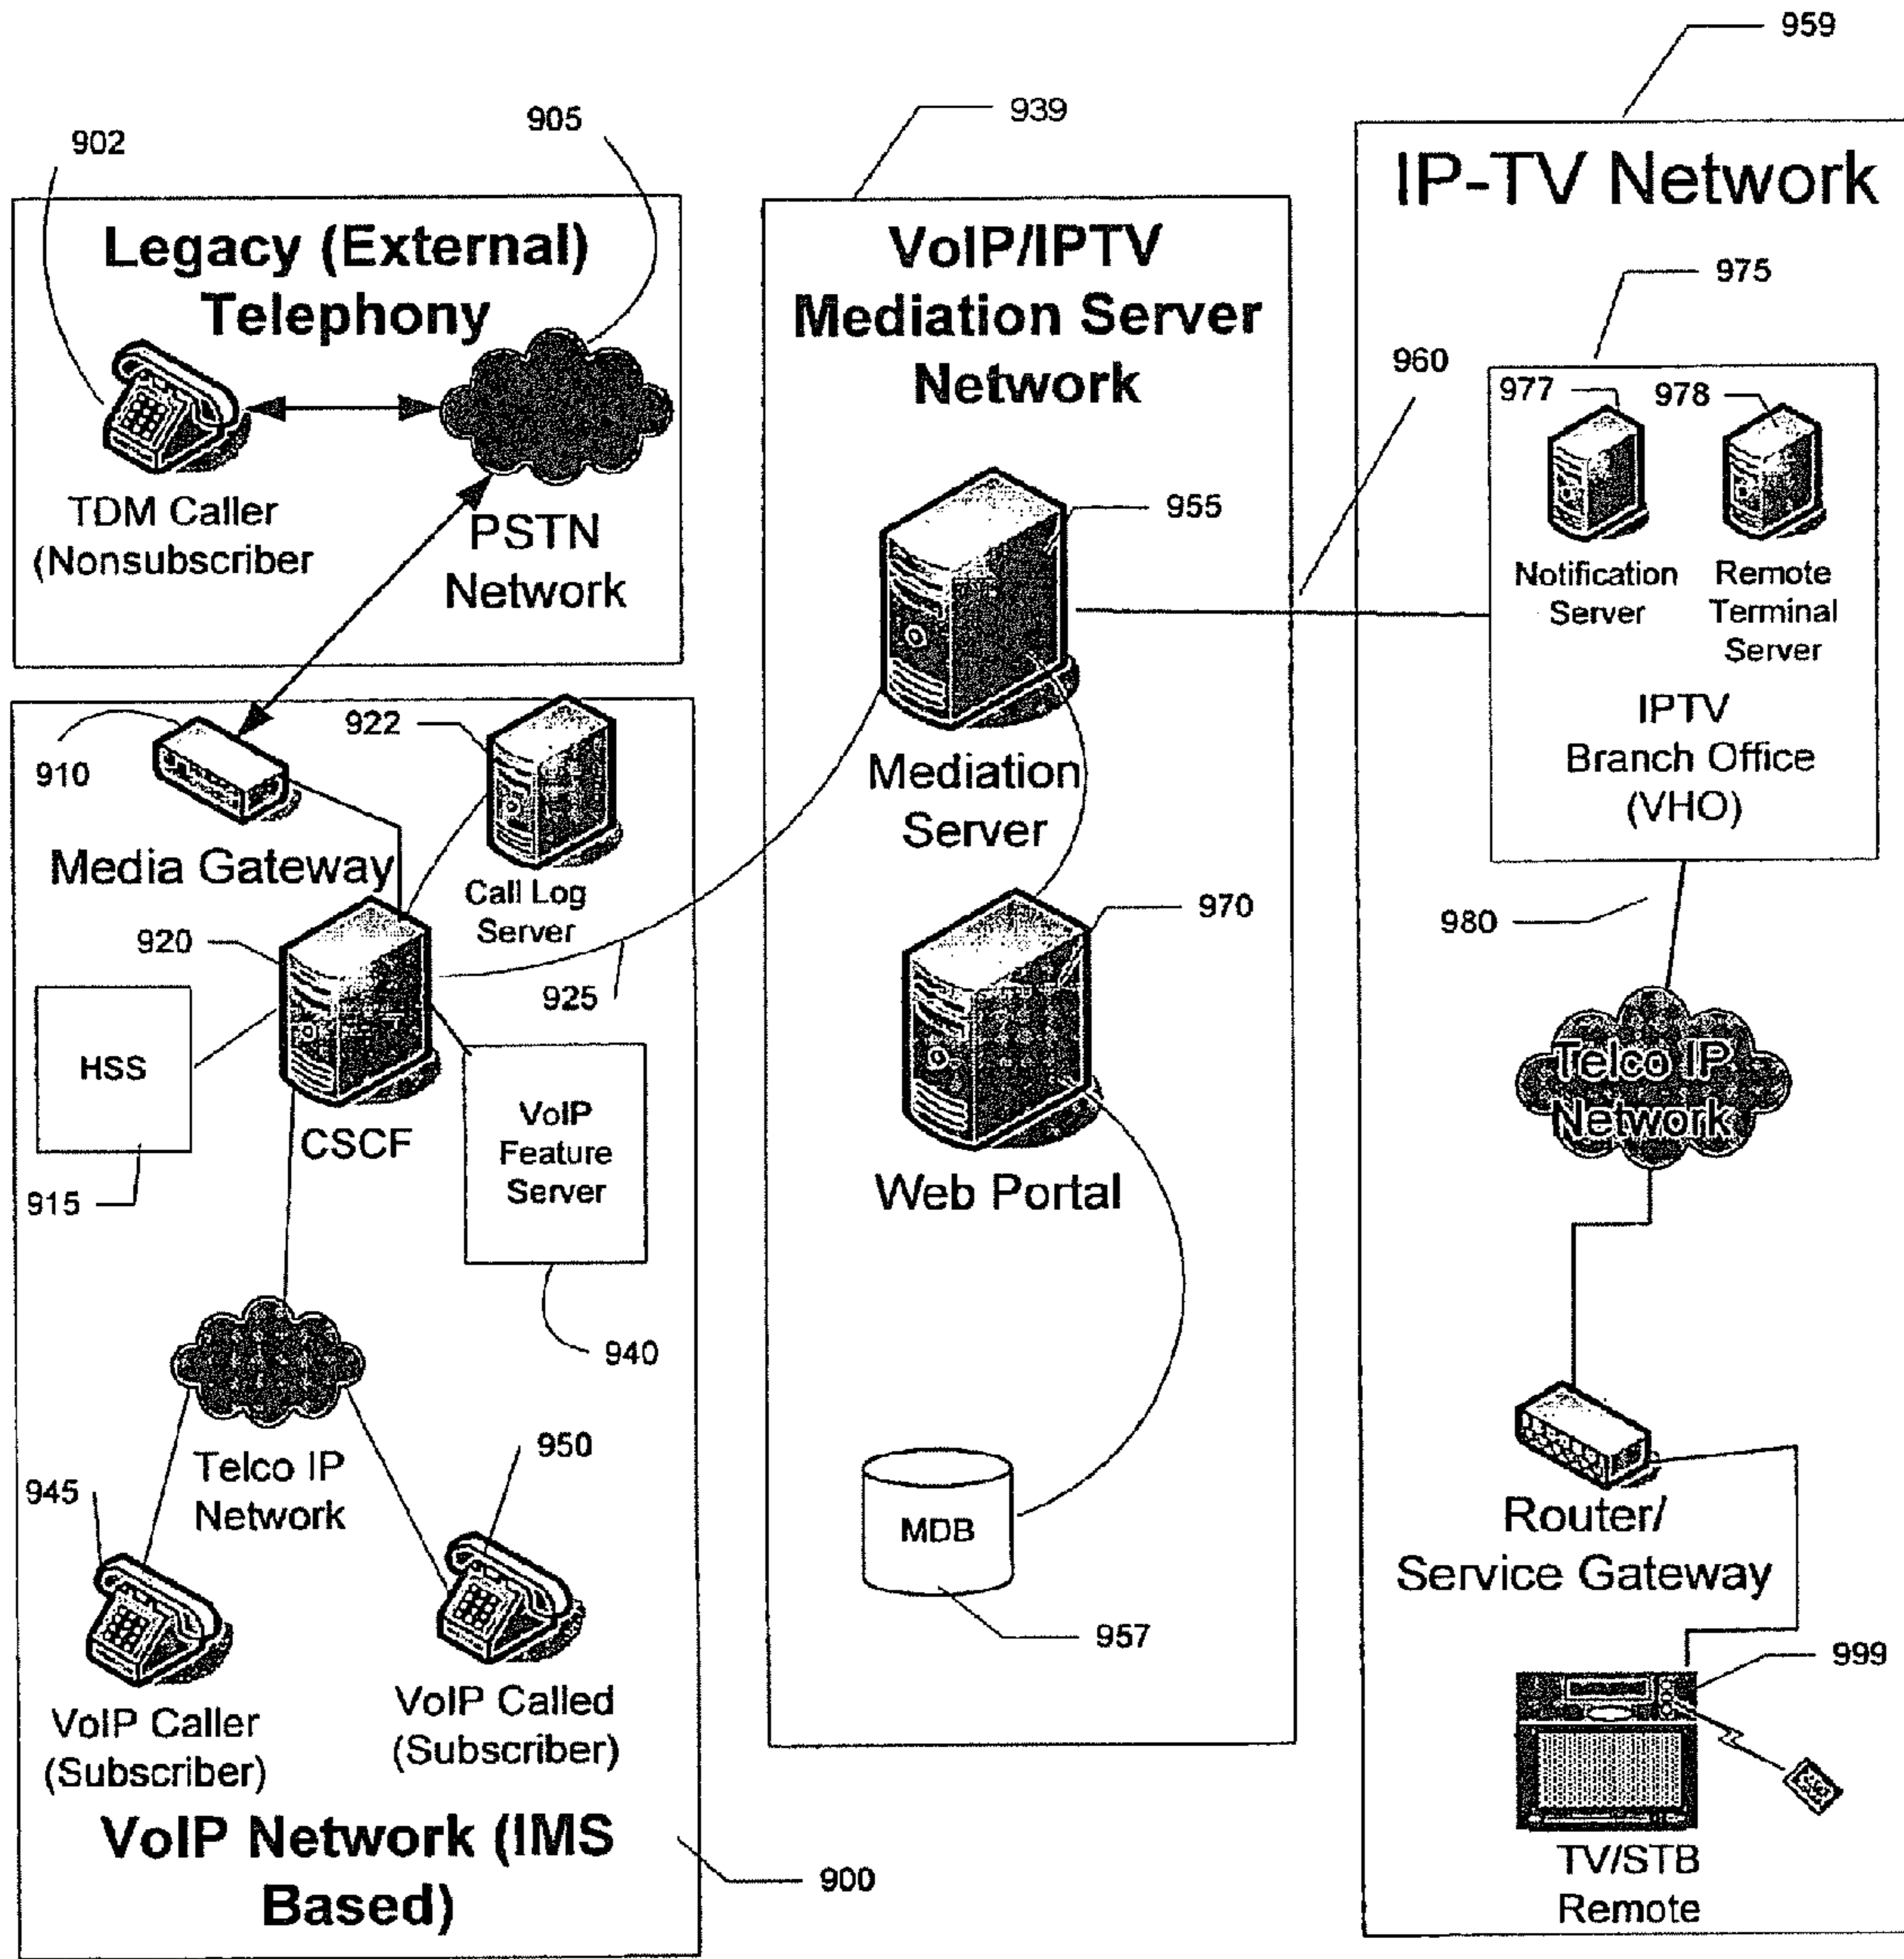 959
939
905
902
IP-TV Network
Legacy (External)
Telephony
VoIP/IPTV
Mediation Server
Network
975
960
977
978
TDM Caller
(Nonsubscriber
PSTN
Network
955
Notification
Server
Remote
Terminal
Server
IPTV
Branch Office
(VHO)
910
922
Media Gateway
Call Log
Server
Mediation
Server
920
925
970
980
HSS
CSCF
VoIP
Feature
Server
915
940
Web Portal
Telco IP
Network
Telco IP
Network
945
950
MDB
957
Router/
Service Gateway
VoIP Caller
(Subscriber)
VoIP Called
(Subscriber)
999
VoIP Network (IMS
Based)
900
TV/STB
Remote